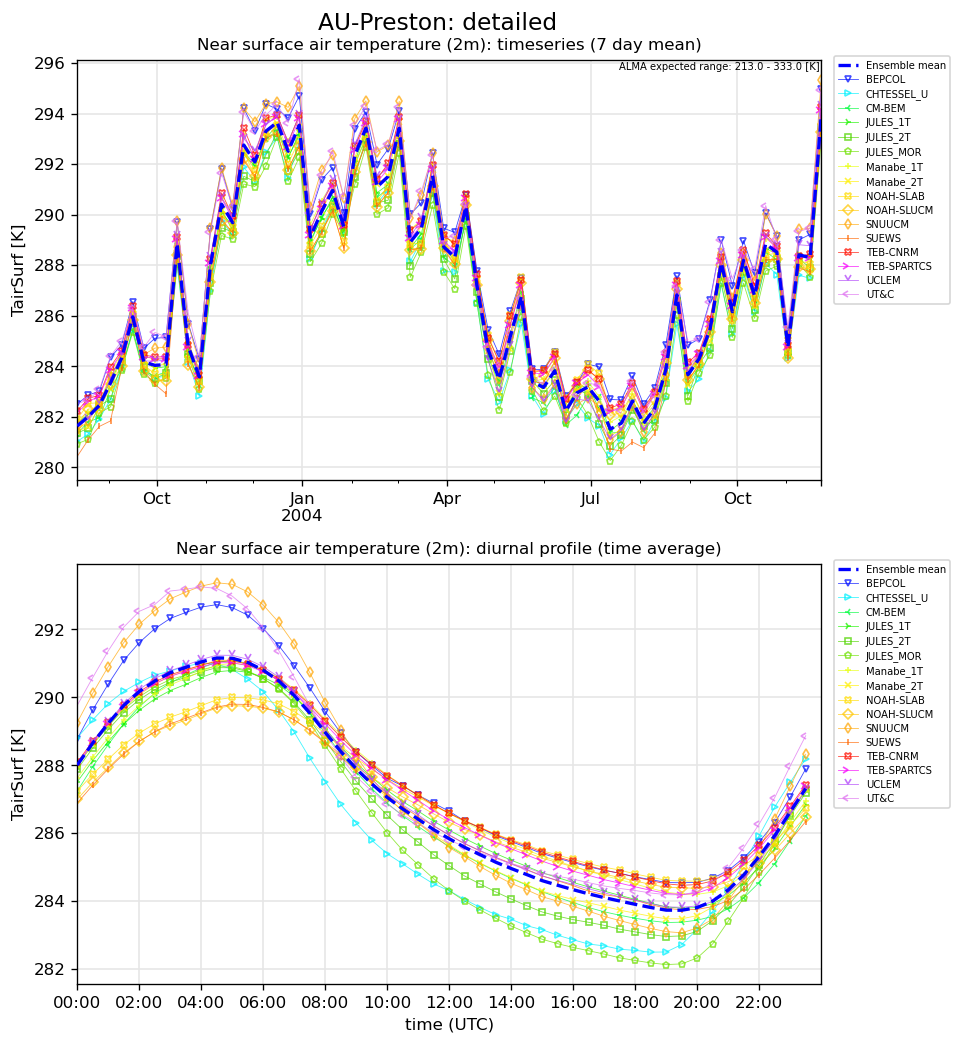 AU-Preston: detailed
Near surface air temperature (2m): timeseries (7 day mean)
ALMA expected range: 213.0 - 333.0 [K]
296
294
292
290
288
286
284
282
280
TairSurf [K]
Oct
Jan
2004
Apr
Jul
Oct
Ensemble mean
BEPCOL
CHTESSEL_U
CM-BEM
JULES_1T
JULES_2T
JULES_MOR
Manabe_1T
Manabe_2T
NOAH-SLAB
NOAH-SLUCM
SNUUCM
SUEWS
TEB-CNRM
TEB-SPARTCS
UCLEM
UT&C
Near surface air temperature (2m): diurnal profile (time average)
292
290
288
286
284
282
TairSurf [K]
00:00
02:00
04:00
06:00
08:00
10:00
12:00
14:00
16:00
18:00
20:00
22:00
time (UTC)
Ensemble mean
BEPCOL
CHTESSEL_U
CM-BEM
JULES_1T
JULES_2T
JULES_MOR
Manabe_1T
Manabe_2T
NOAH-SLAB
NOAH-SLUCM
SNUUCM
SUEWS
TEB-CNRM
TEB-SPARTCS
UCLEM
UT&C